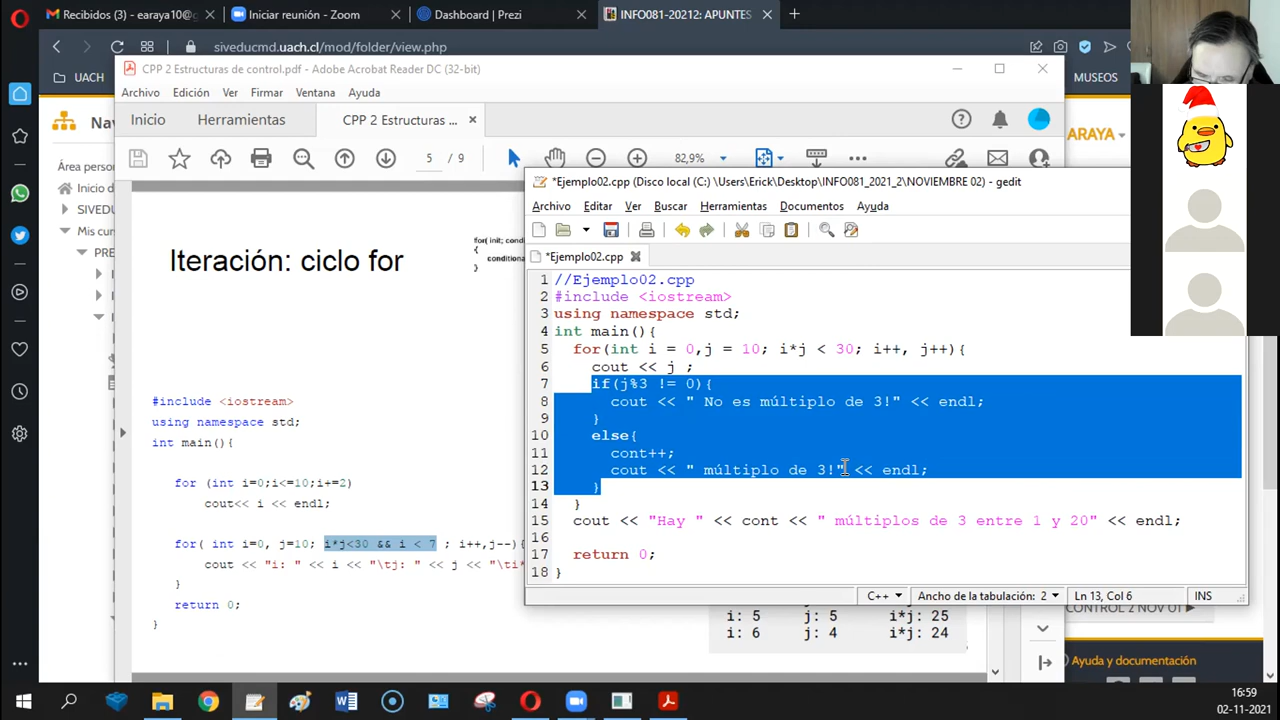 Recibidos (3) - earaya10@g
Iniciar reunión - Zoom
Dashboard | Prezi
INFO081-20212: APUNTES
siveducmd.uach.cl/mod/folder/view.php
UACH
MUSEOS
CPP 2 Estructuras de control.pdf - Adobe Acrobat Reader DC (32-bit)
Archivo Edición Ver Firmar Ventana Ayuda
Inicio Herramientas CPP 2 Estructuras ...
5 / 9 82,9%
Nav
ARAYA
Área person
Inicio d
SIVEDU
Mis cu
PRE
Iteración: ciclo for
for( init; cond
{
conditiona
}
#include <iostream>
using namespace std;
int main(){
for (int i=0;i<=10;i+=2)
cout<< i << endl;
for( int i=0, j=10; i*j<30 && i < 7 ; i++,j--){
cout << "i: " << i << "\tj: " << j << "\ti*
}
return 0;
}
i: 5 j: 5 i*j: 25
i: 6 j: 4 i*j: 24
*Ejemplo02.cpp (Disco local (C:) \Users\Erick\Desktop\INFO081_2021_2\NOVIEMBRE 02) - gedit
Archivo Editar Ver Buscar Herramientas Documentos Ayuda
*Ejemplo02.cpp
1 //Ejemplo02.cpp
2 #include <iostream>
3 using namespace std;
4 int main(){
5 for(int i = 0,j = 10; i*j < 30; i++, j++){
6 cout << j ;
7 if(j%3 != 0){
8 cout << " No es múltiplo de 3!" << endl;
9 }
10 else{
11 cont++;
12 cout << " múltiplo de 3!" << endl;
13 }
14 }
15 cout << "Hay " << cont << " múltiplos de 3 entre 1 y 20" << endl;
16
17 return 0;
18 }
C++ Ancho de la tabulación: 2 Ln 13, Col 6 INS
CONTROL 2 NOV 01
Ayuda y documentación
16:59
02-11-2021